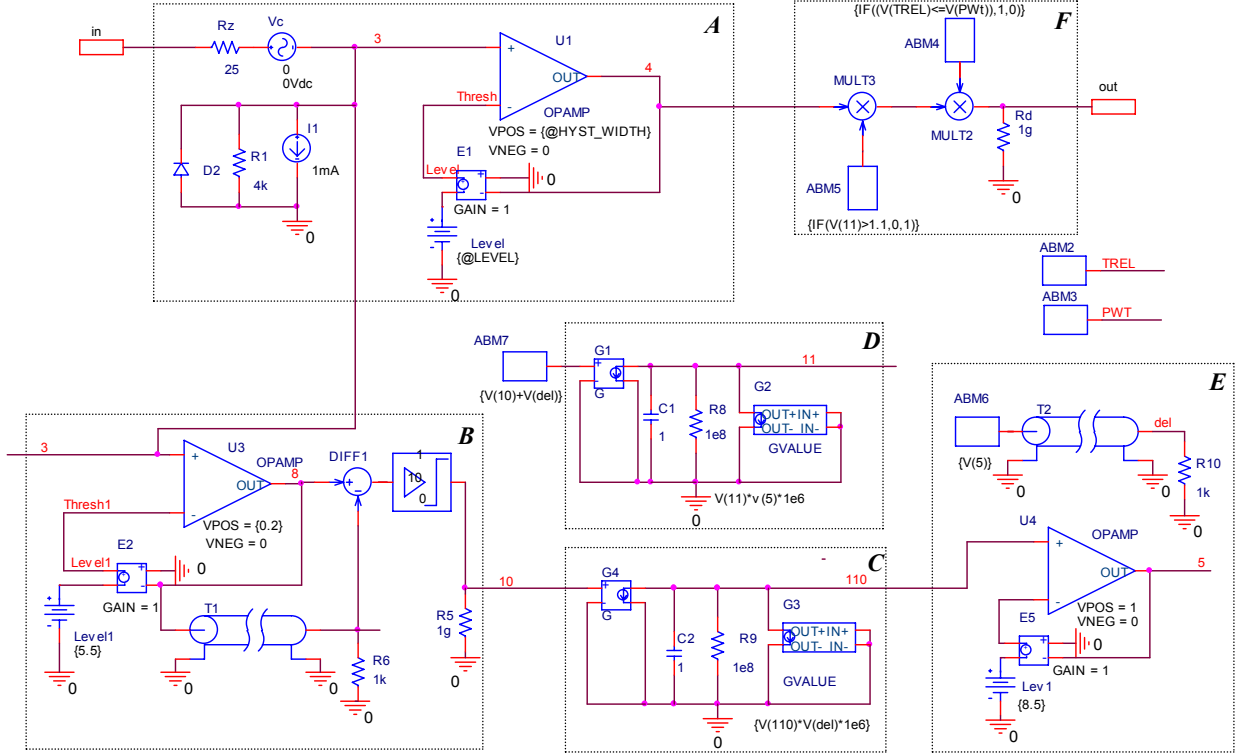 {IF((V(TREL)<=V(PWt)),1,0)}
A
F
in
Rz
Vc
25
0
0Vdc
3
U1
+
-
OUT
OPAMP
4
Thresh
VPOS = {@HYST_WIDTH}
VNEG = 0
D2
R1
4k
I1
1mA
0
E1
Level
+
-
0
GAIN = 1
+
-
Level
{@LEVEL}
0
ABM4
MULT3
MULT2
ABM5
{IF(V(11)>1.1,0,1)}
Rd
1g
0
out
ABM2
TREL
ABM3
PWT
D
ABM7
{V(10)+V(del)}
G1
+
-
G
11
C1
1
R8
1e8
G2
OUT+IN+
OUT- IN-
GVALUE
0
V(11)*v(5)*1e6
B
3
U3
+
-
OUT
OPAMP
8
Thresh1
VPOS = {0.2}
VNEG = 0
DIFF1
+
-
1
10
0
E2
Level1
+
-
0
GAIN = 1
+
-
Level1
{5.5}
0
T1
0
0
R6
1k
0
R5
1g
0
10
C
-
G4
+
-
G
110
C2
1
R9
1e8
G3
OUT+IN+
OUT- IN-
GVALUE
0
{V(110)*V(del)*1e6}
E
ABM6
{V(5)}
T2
del
0
0
R10
1k
0
U4
+
-
OUT
OPAMP
5
VPOS = 1
VNEG = 0
E5
+
-
0
GAIN = 1
+
-
Lev1
{8.5}
0